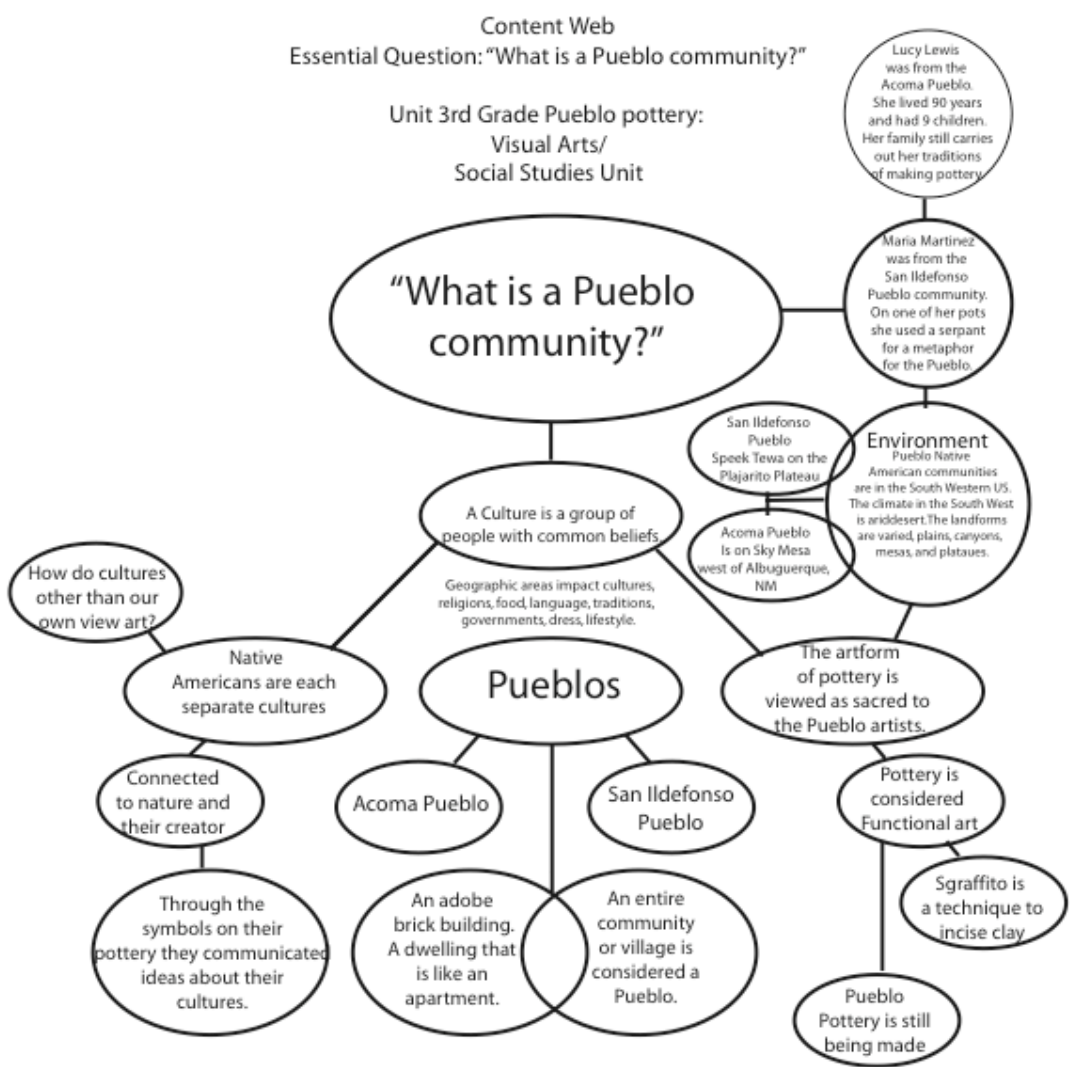 Content Web
Essential Question: “What is a Pueblo community?”
Unit 3rd Grade Pueblo pottery:
Visual Arts/
Social Studies Unit
Lucy Lewis
was from the
Acoma Pueblo.
She lived 90 years
and had 9 children.
Her family still carries
out her traditions
of making pottery
“What is a Pueblo
community?”
Maria Martinez
was from the
San Ildefonso
Pueblo community.
On one of her pots
she used a serpant
for a metaphor
for the Pueblo.
San Ildefonso
Pueblo
Speek Tewa on the
Plajarito Plateau
Environment
Pueblo Native
American communities
are in the South Western US.
The climate in the South West
is ariddesert.The landforms
are varied, plains, canyons,
mesas, and plataues.
Acoma Pueblo
Is on Sky Mesa
west of Albuguerque,
NM
A Culture is a group of
people with common beliefs
Geographic areas impact cultures,
religions, food, language, traditions,
governments, dress, lifestyle.
How do cultures
other than our
own view art?
Native
Americans are each
separate cultures
Pueblos
The artform
of pottery is
viewed as sacred to
the Pueblo artists.
Connected
to nature and
their creator
Acoma Pueblo
San Ildefonso
Pueblo
Pottery is
considered
Functional art
Through the
symbols on their
pottery they communicated
ideas about their
cultures.
An adobe
brick building.
A dwelling that
is like an
apartment.
An entire
community
or village is
considered a
Pueblo.
Sgraffito is
a technique to
incise clay
Pueblo
Pottery is still
being made